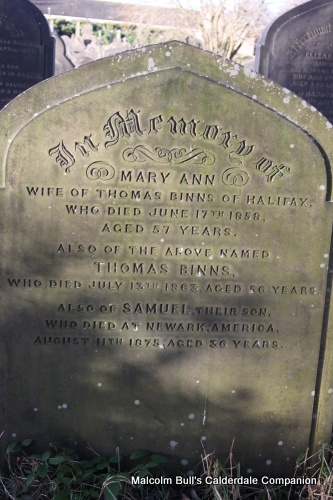 In Memory of
MARY ANN
WIFE OF THOMAS BINNS OF HALIFAX,
WHO DIED JUNE 17TH 1858,
AGED 57 YEARS.
ALSO OF THE ABOVE NAMED
THOMAS BINNS,
WHO DIED JULY 13TH 1863, AGED 56 YEARS.
ALSO OF SAMUEL, THEIR SON,
WHO DIED AT NEWARK, AMERICA,
AUGUST 11TH 1875, AGED 36 YEARS.
Malcolm Bull's Calderdale Companion